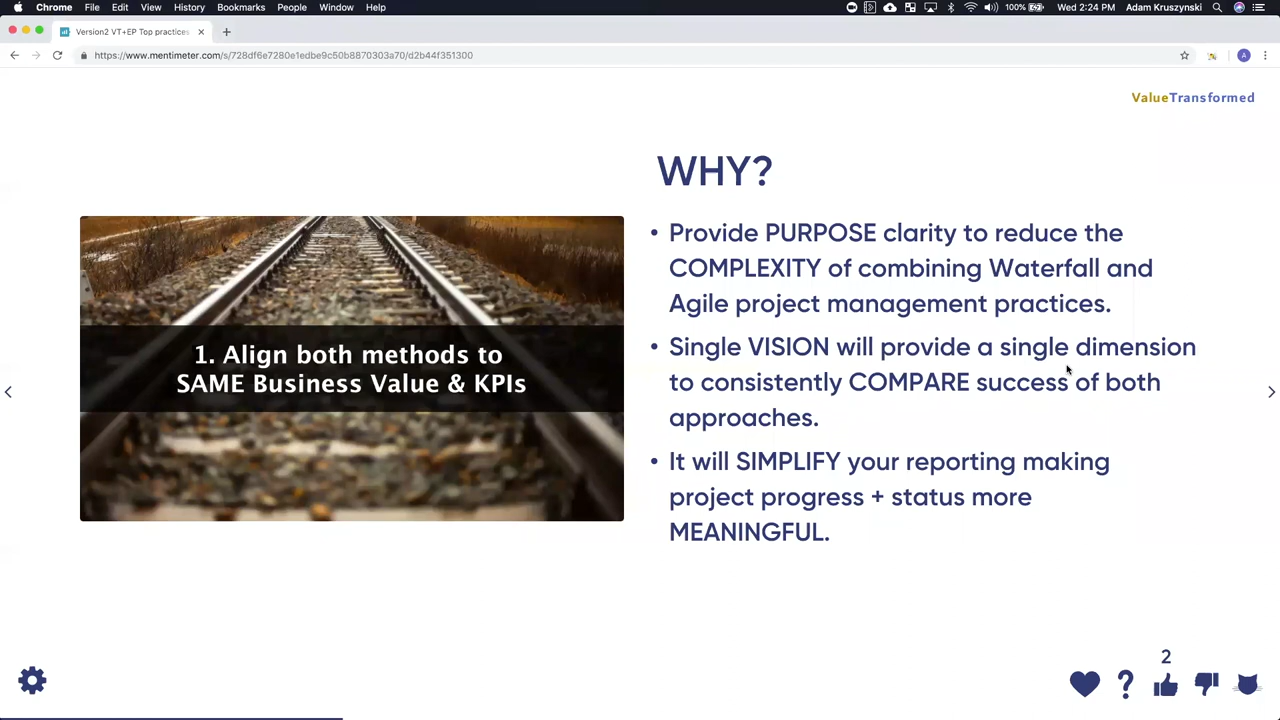 Chrome File Edit View History Bookmarks People Window Help 100% Wed 2:24 PM Adam Kruszynski
Version2 VT+EP Top practices
https://www.mentimeter.com/s/728df6e7280e1edbe9c50b8870303a70/d2b44f351300
A
ValueTransformed
WHY?
1. Align both methods to
SAME Business Value & KPIs
• Provide PURPOSE clarity to reduce the
COMPLEXITY of combining Waterfall and
Agile project management practices.
• Single VISION will provide a single dimension
to consistently COMPARE success of both
approaches.
• It will SIMPLIFY your reporting making
project progress + status more
MEANINGFUL.
2